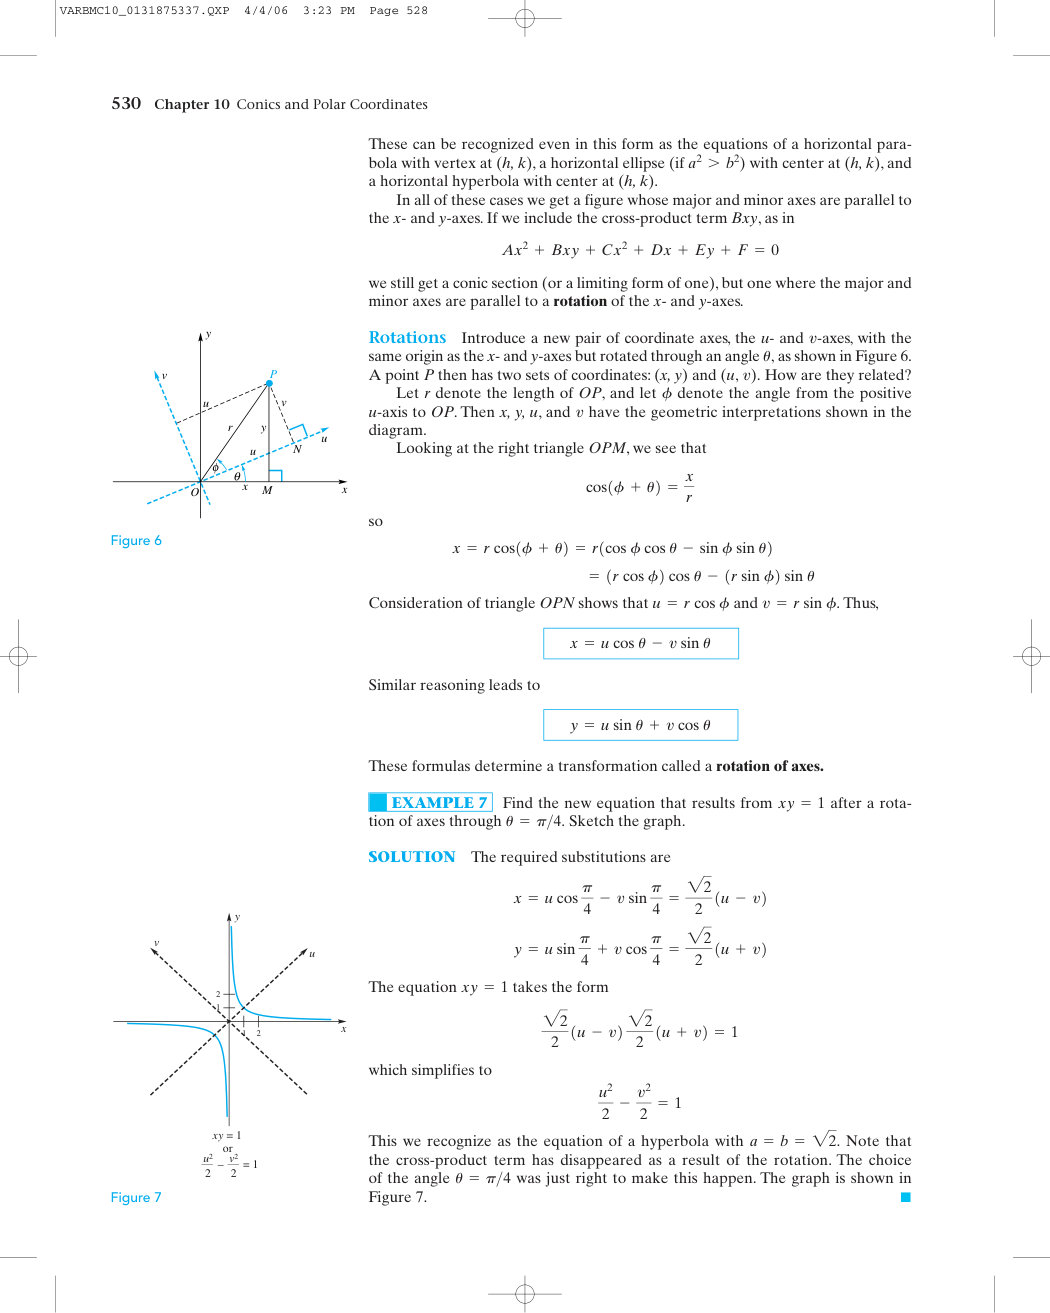 VARBMC10_0131875337.QXP 4/4/06 3:23 PM Page 528
530 Chapter 10 Conics and Polar Coordinates
These can be recognized even in this form as the equations of a horizontal para-
bola with vertex at (h, k), a horizontal ellipse (if a² > b²) with center at (h, k), and
a horizontal hyperbola with center at (h, k).
In all of these cases we get a figure whose major and minor axes are parallel to
the x- and y-axes. If we include the cross-product term Bxy, as in
Ax² + Bxy + Cx² + Dx + Ey + F = 0
we still get a conic section (or a limiting form of one), but one where the major and
minor axes are parallel to a rotation of the x- and y-axes.
Rotations Introduce a new pair of coordinate axes, the u- and v-axes, with the
same origin as the x- and y-axes but rotated through an angle θ, as shown in Figure 6.
A point P then has two sets of coordinates: (x, y) and (u, v). How are they related?
Let r denote the length of OP, and let ϕ denote the angle from the positive
u-axis to OP. Then x, y, u, and v have the geometric interpretations shown in the
diagram.
Looking at the right triangle OPM, we see that
cos(ϕ + θ) = x/r
so
x = r cos(ϕ + θ) = r(cos ϕ cos θ − sin ϕ sin θ)
= (r cos ϕ) cos θ − (r sin ϕ) sin θ
Consideration of triangle OPN shows that u = r cos ϕ and v = r sin ϕ. Thus,
x = u cos θ − v sin θ
Similar reasoning leads to
y = u sin θ + v cos θ
These formulas determine a transformation called a rotation of axes.
EXAMPLE 7 Find the new equation that results from xy = 1 after a rota-
tion of axes through θ = π/4. Sketch the graph.
SOLUTION The required substitutions are
x = u cos π/4 − v sin π/4 = √2/2 (u − v)
y = u sin π/4 + v cos π/4 = √2/2 (u + v)
The equation xy = 1 takes the form
√2/2 (u − v) √2/2 (u + v) = 1
which simplifies to
u²/2 − v²/2 = 1
This we recognize as the equation of a hyperbola with a = b = √2. Note that
the cross-product term has disappeared as a result of the rotation. The choice
of the angle θ = π/4 was just right to make this happen. The graph is shown in
Figure 7.
y
v
P
u
v
r
y
u
u
N
ϕ
θ
O
x
M
x
Figure 6
y
v
u
2
1
x
1
2
xy = 1
or
u²/2 − v²/2 = 1
Figure 7